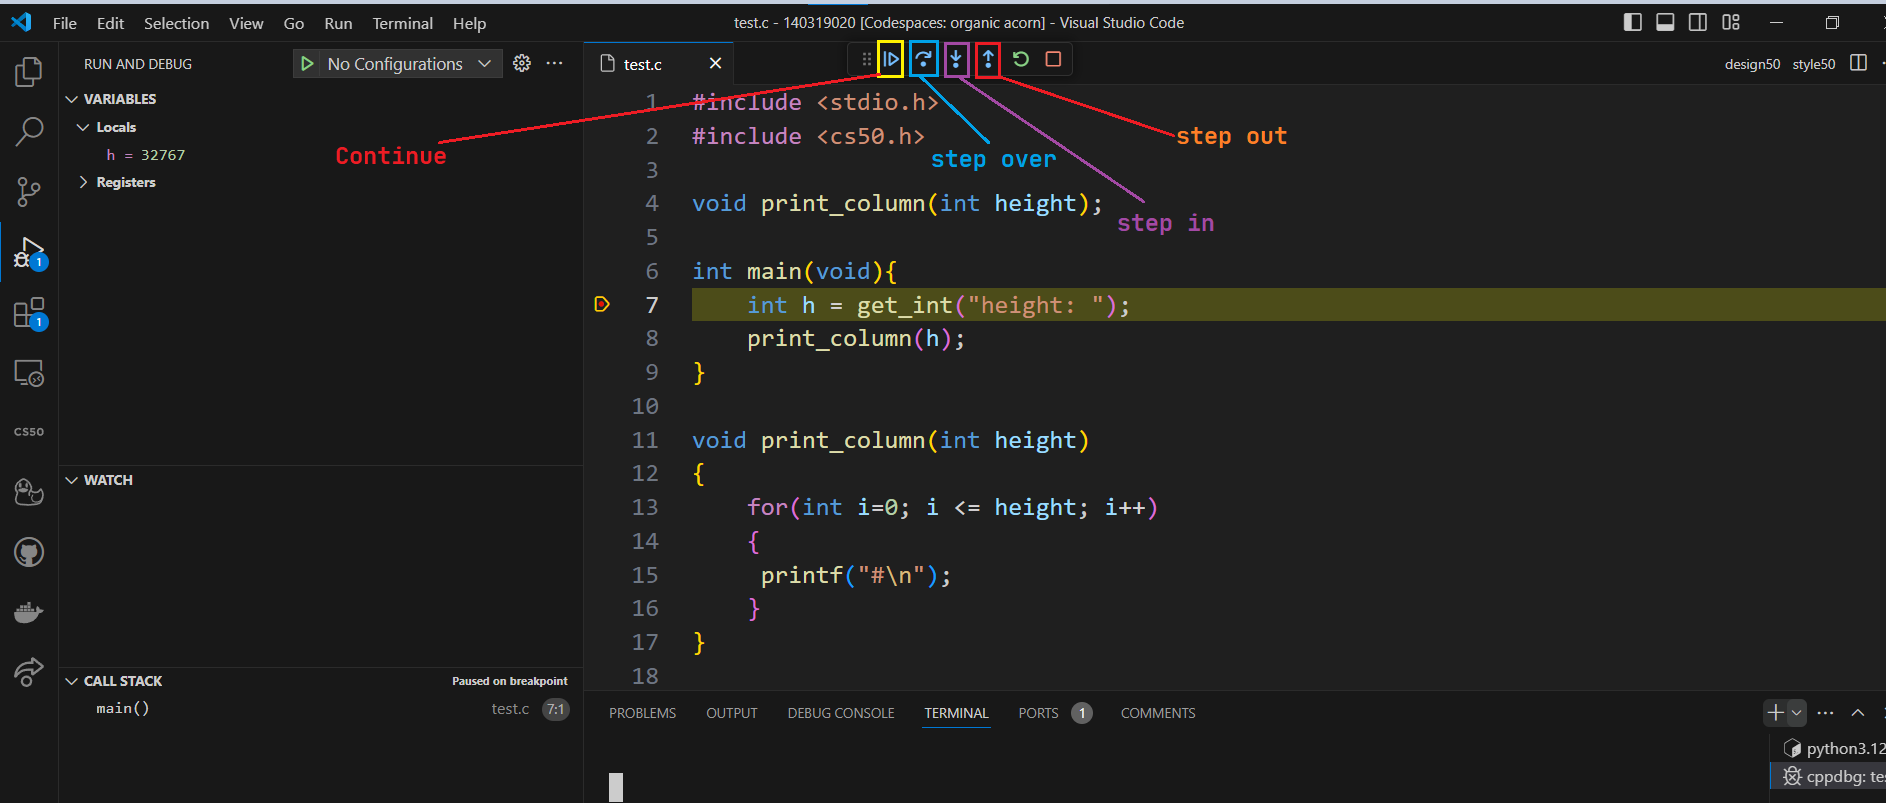 File Edit Selection View Go Run Terminal Help
test.c - 140319020 [Codespaces: organic acorn] - Visual Studio Code
RUN AND DEBUG
No Configurations
test.c
design50 style50
VARIABLES
Locals
h = 32767
Registers
Continue
step over
step in
step out
1 #include <stdio.h>
2 #include <cs50.h>
3
4 void print_column(int height);
5
6 int main(void){
7 int h = get_int("height: ");
8 print_column(h);
9 }
10
11 void print_column(int height)
12 {
13 for(int i=0; i <= height; i++)
14 {
15 printf("#\n");
16 }
17 }
18
1
1
CS50
WATCH
CALL STACK Paused on breakpoint
main() test.c 7:1
PROBLEMS OUTPUT DEBUG CONSOLE TERMINAL PORTS 1 COMMENTS
python3.12
cppdbg: tes